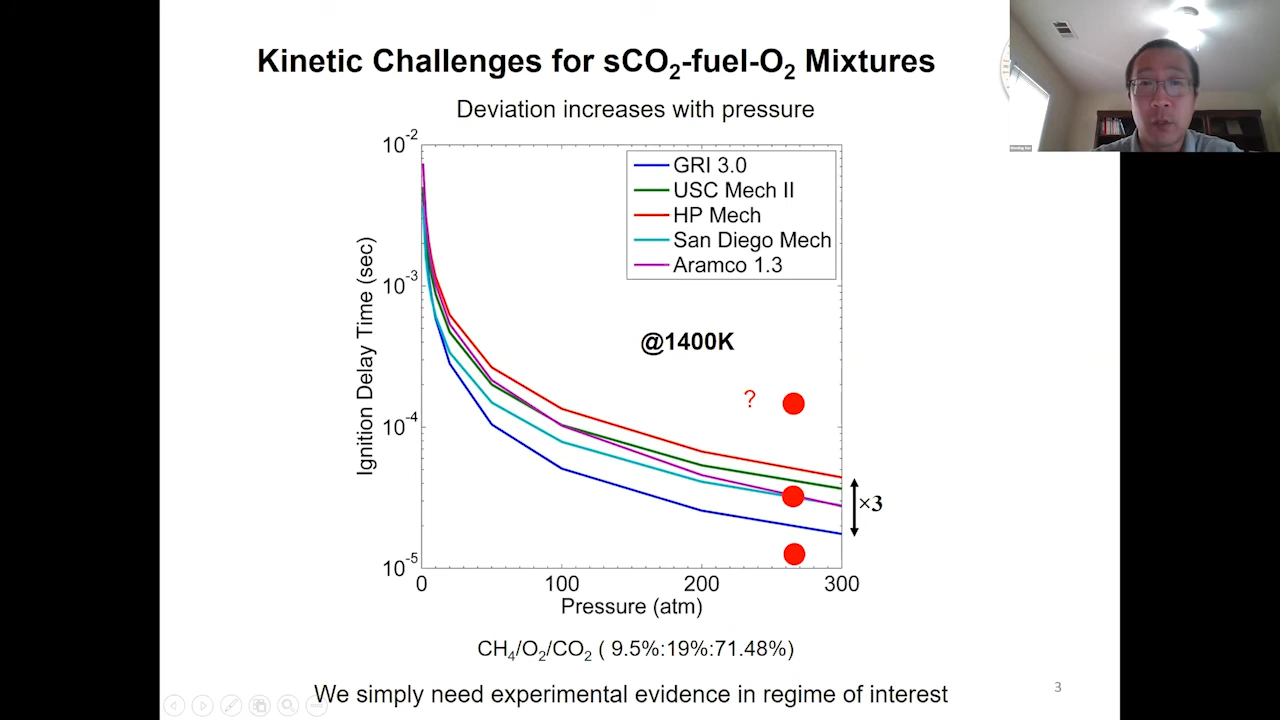 Kinetic Challenges for sCO₂-fuel-O₂ Mixtures
Deviation increases with pressure
10⁻²
10⁻³
10⁻⁴
10⁻⁵
Ignition Delay Time (sec)
GRI 3.0
USC Mech II
HP Mech
San Diego Mech
Aramco 1.3
@1400K
?
×3
0 100 200 300
Pressure (atm)
CH₄/O₂/CO₂ ( 9.5%:19%:71.48%)
We simply need experimental evidence in regime of interest
3